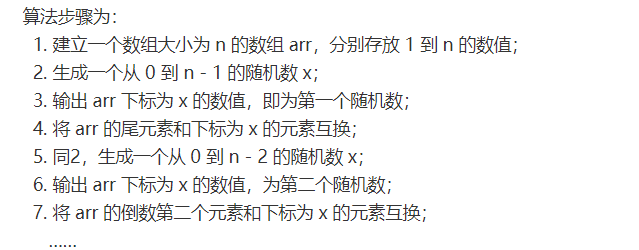 算法步骤为：
1. 建立一个数组大小为 n 的数组 arr，分别存放 1 到 n 的数值；
2. 生成一个从 0 到 n - 1 的随机数 x；
3. 输出 arr 下标为 x 的数值，即为第一个随机数；
4. 将 arr 的尾元素和下标为 x 的元素互换；
5. 同2，生成一个从 0 到 n - 2 的随机数 x；
6. 输出 arr 下标为 x 的数值，为第二个随机数；
7. 将 arr 的倒数第二个元素和下标为 x 的元素互换；
……